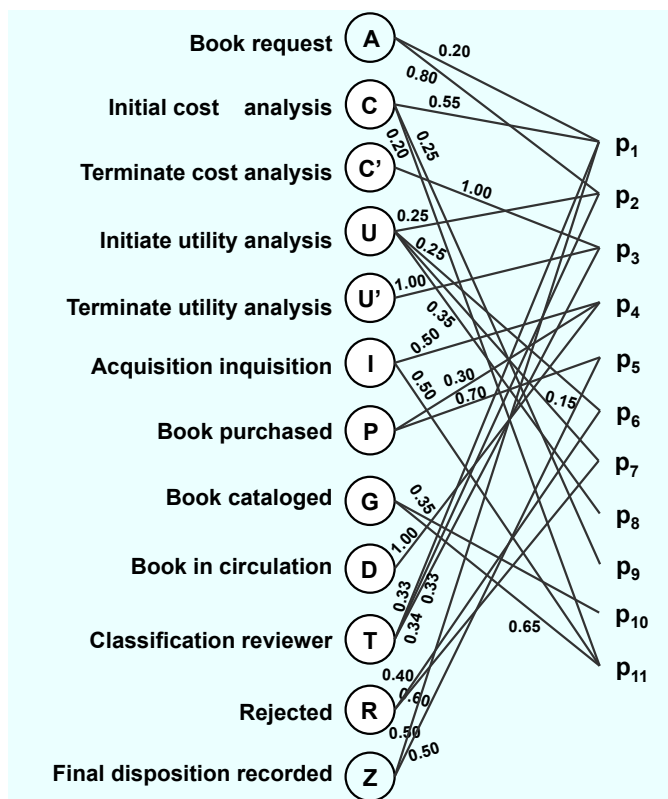 Book request A
0.20
0.80
Initial cost analysis C
0.55
0.25
0.20
p1
Terminate cost analysis C'
1.00
p2
Initiate utility analysis U
0.25
0.25
p3
Terminate utility analysis U'
1.00
0.35
p4
Acquisition inquisition I
0.50
0.50
0.30
0.70
0.15
p5
Book purchased P
p6
p7
Book cataloged G
0.35
p8
Book in circulation D
1.00
p9
0.33
0.33
0.34
p10
Classification reviewer T
0.65
p11
0.40
0.60
Rejected R
0.50
0.50
Final disposition recorded Z